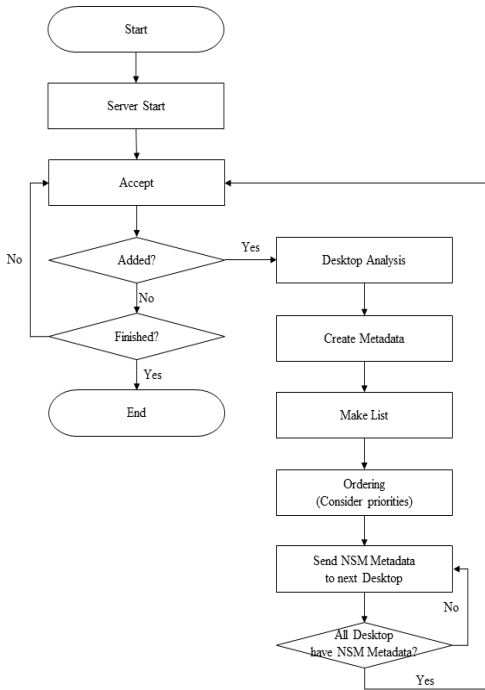 Start
Server Start
Accept
Added?
Yes
No
Finished?
No
Yes
End
Desktop Analysis
Create Metadata
Make List
Ordering
(Consider priorities)
Send NSM Metadata
to next Desktop
No
All Desktop
have NSM Metadata?
Yes